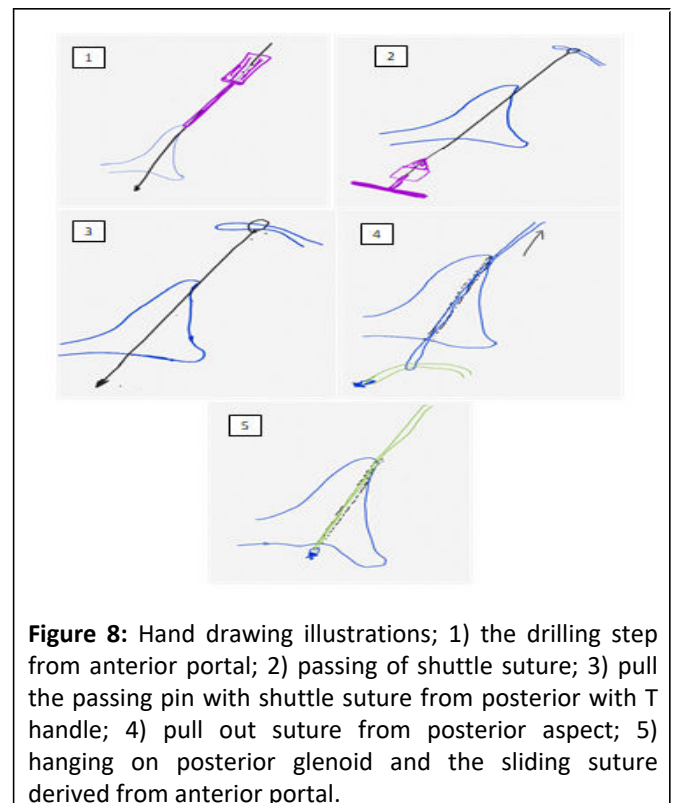 1
2
3
4
5
Figure 8: Hand drawing illustrations; 1) the drilling step
from anterior portal; 2) passing of shuttle suture; 3) pull
the passing pin with shuttle suture from posterior with T
handle; 4) pull out suture from posterior aspect; 5)
hanging on posterior glenoid and the sliding suture
derived from anterior portal.